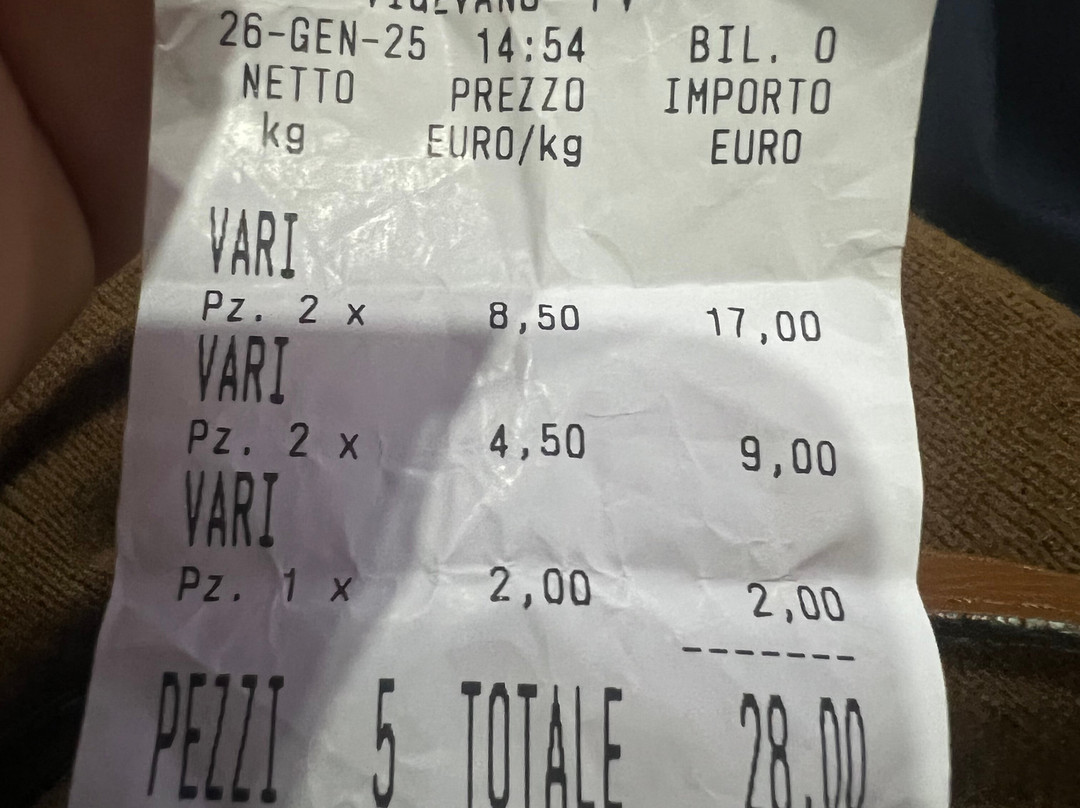 VIGEVANO PV
26-GEN-25 14:54 BIL. 0
NETTO PREZZO IMPORTO
kg EURO/kg EURO
VARI
Pz. 2 x 8,50 17,00
VARI
Pz. 2 x 4,50 9,00
VARI
Pz. 1 x 2,00 2,00
-------
PEZZI 5 TOTALE 28,00